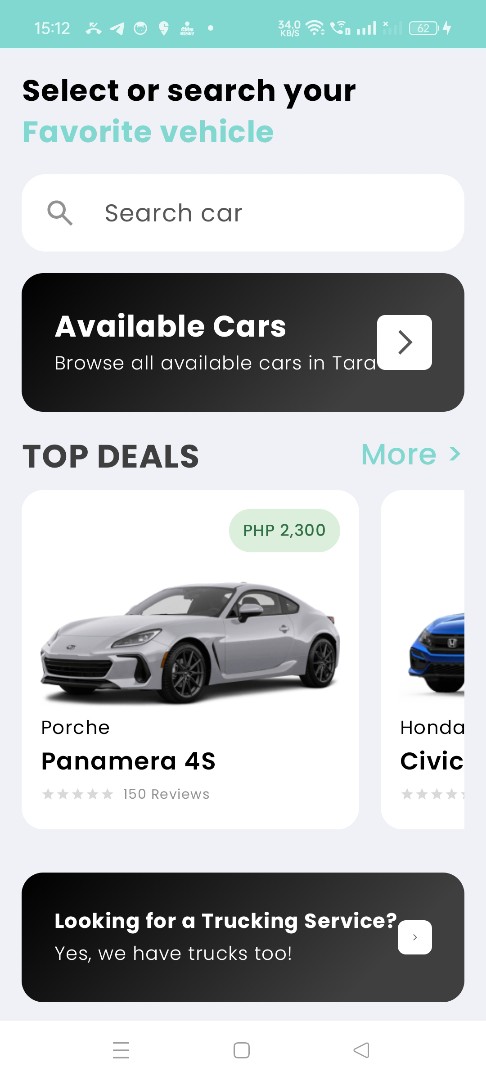 15:12
34.0
KB/S
62
Select or search your
Favorite vehicle
Search car
Available Cars
Browse all available cars in Tara
TOP DEALS
More >
PHP 2,300
Porche
Panamera 4S
150 Reviews
Honda
Civic
Looking for a Trucking Service?
Yes, we have trucks too!